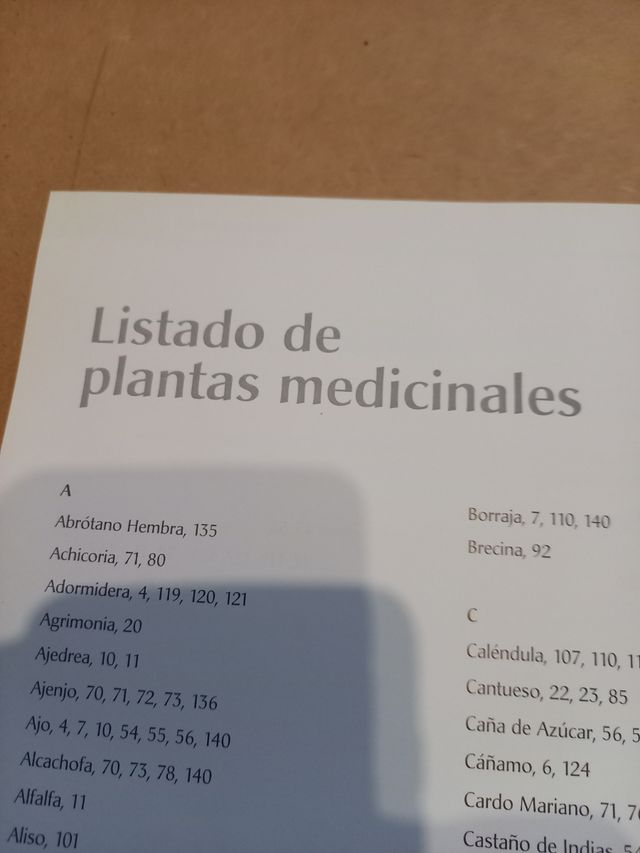 Listado de
plantas medicinales
A
Abrótano Hembra, 135
Achicoria, 71, 80
Adormidera, 4, 119, 120, 121
Agrimonia, 20
Ajedrea, 10, 11
Ajenjo, 70, 71, 72, 73, 136
Ajo, 4, 7, 10, 54, 55, 56, 140
Alcachofa, 70, 73, 78, 140
Alfalfa, 11
Aliso, 101
Borraja, 7, 110, 140
Brecina, 92
C
Caléndula, 107, 110,
Cantueso, 22, 23, 85
Caña de Azúcar, 56,
Cáñamo, 6, 124
Cardo Mariano, 71,
Castaño de Indias,